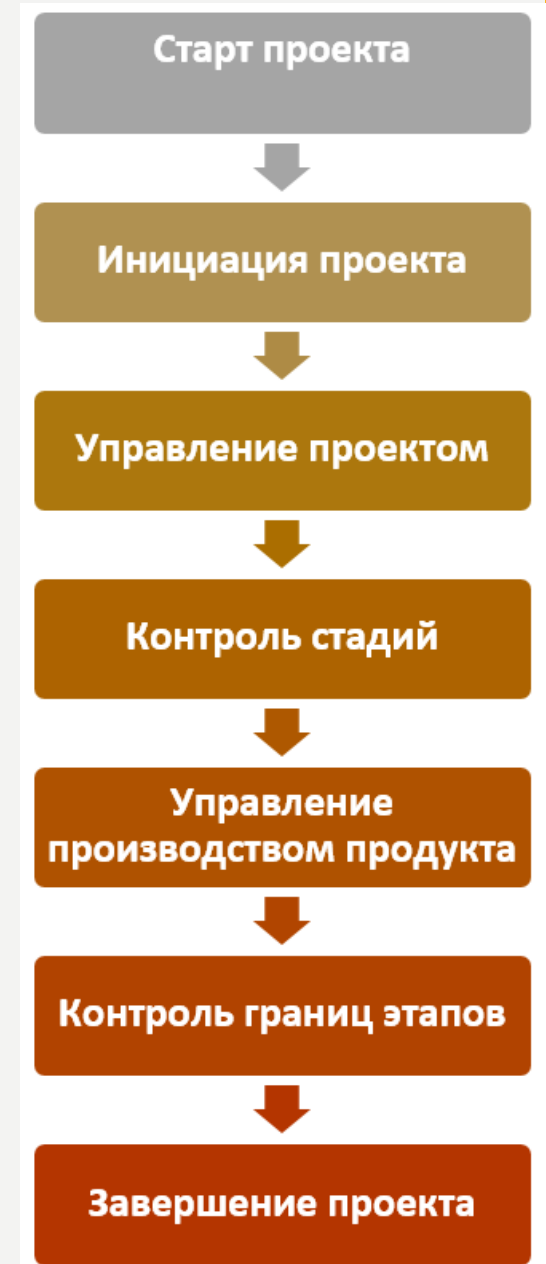 Старт проекта
Инициация проекта
Управление проектом
Контроль стадий
Управление
производством продукта
Контроль границ этапов
Завершение проекта